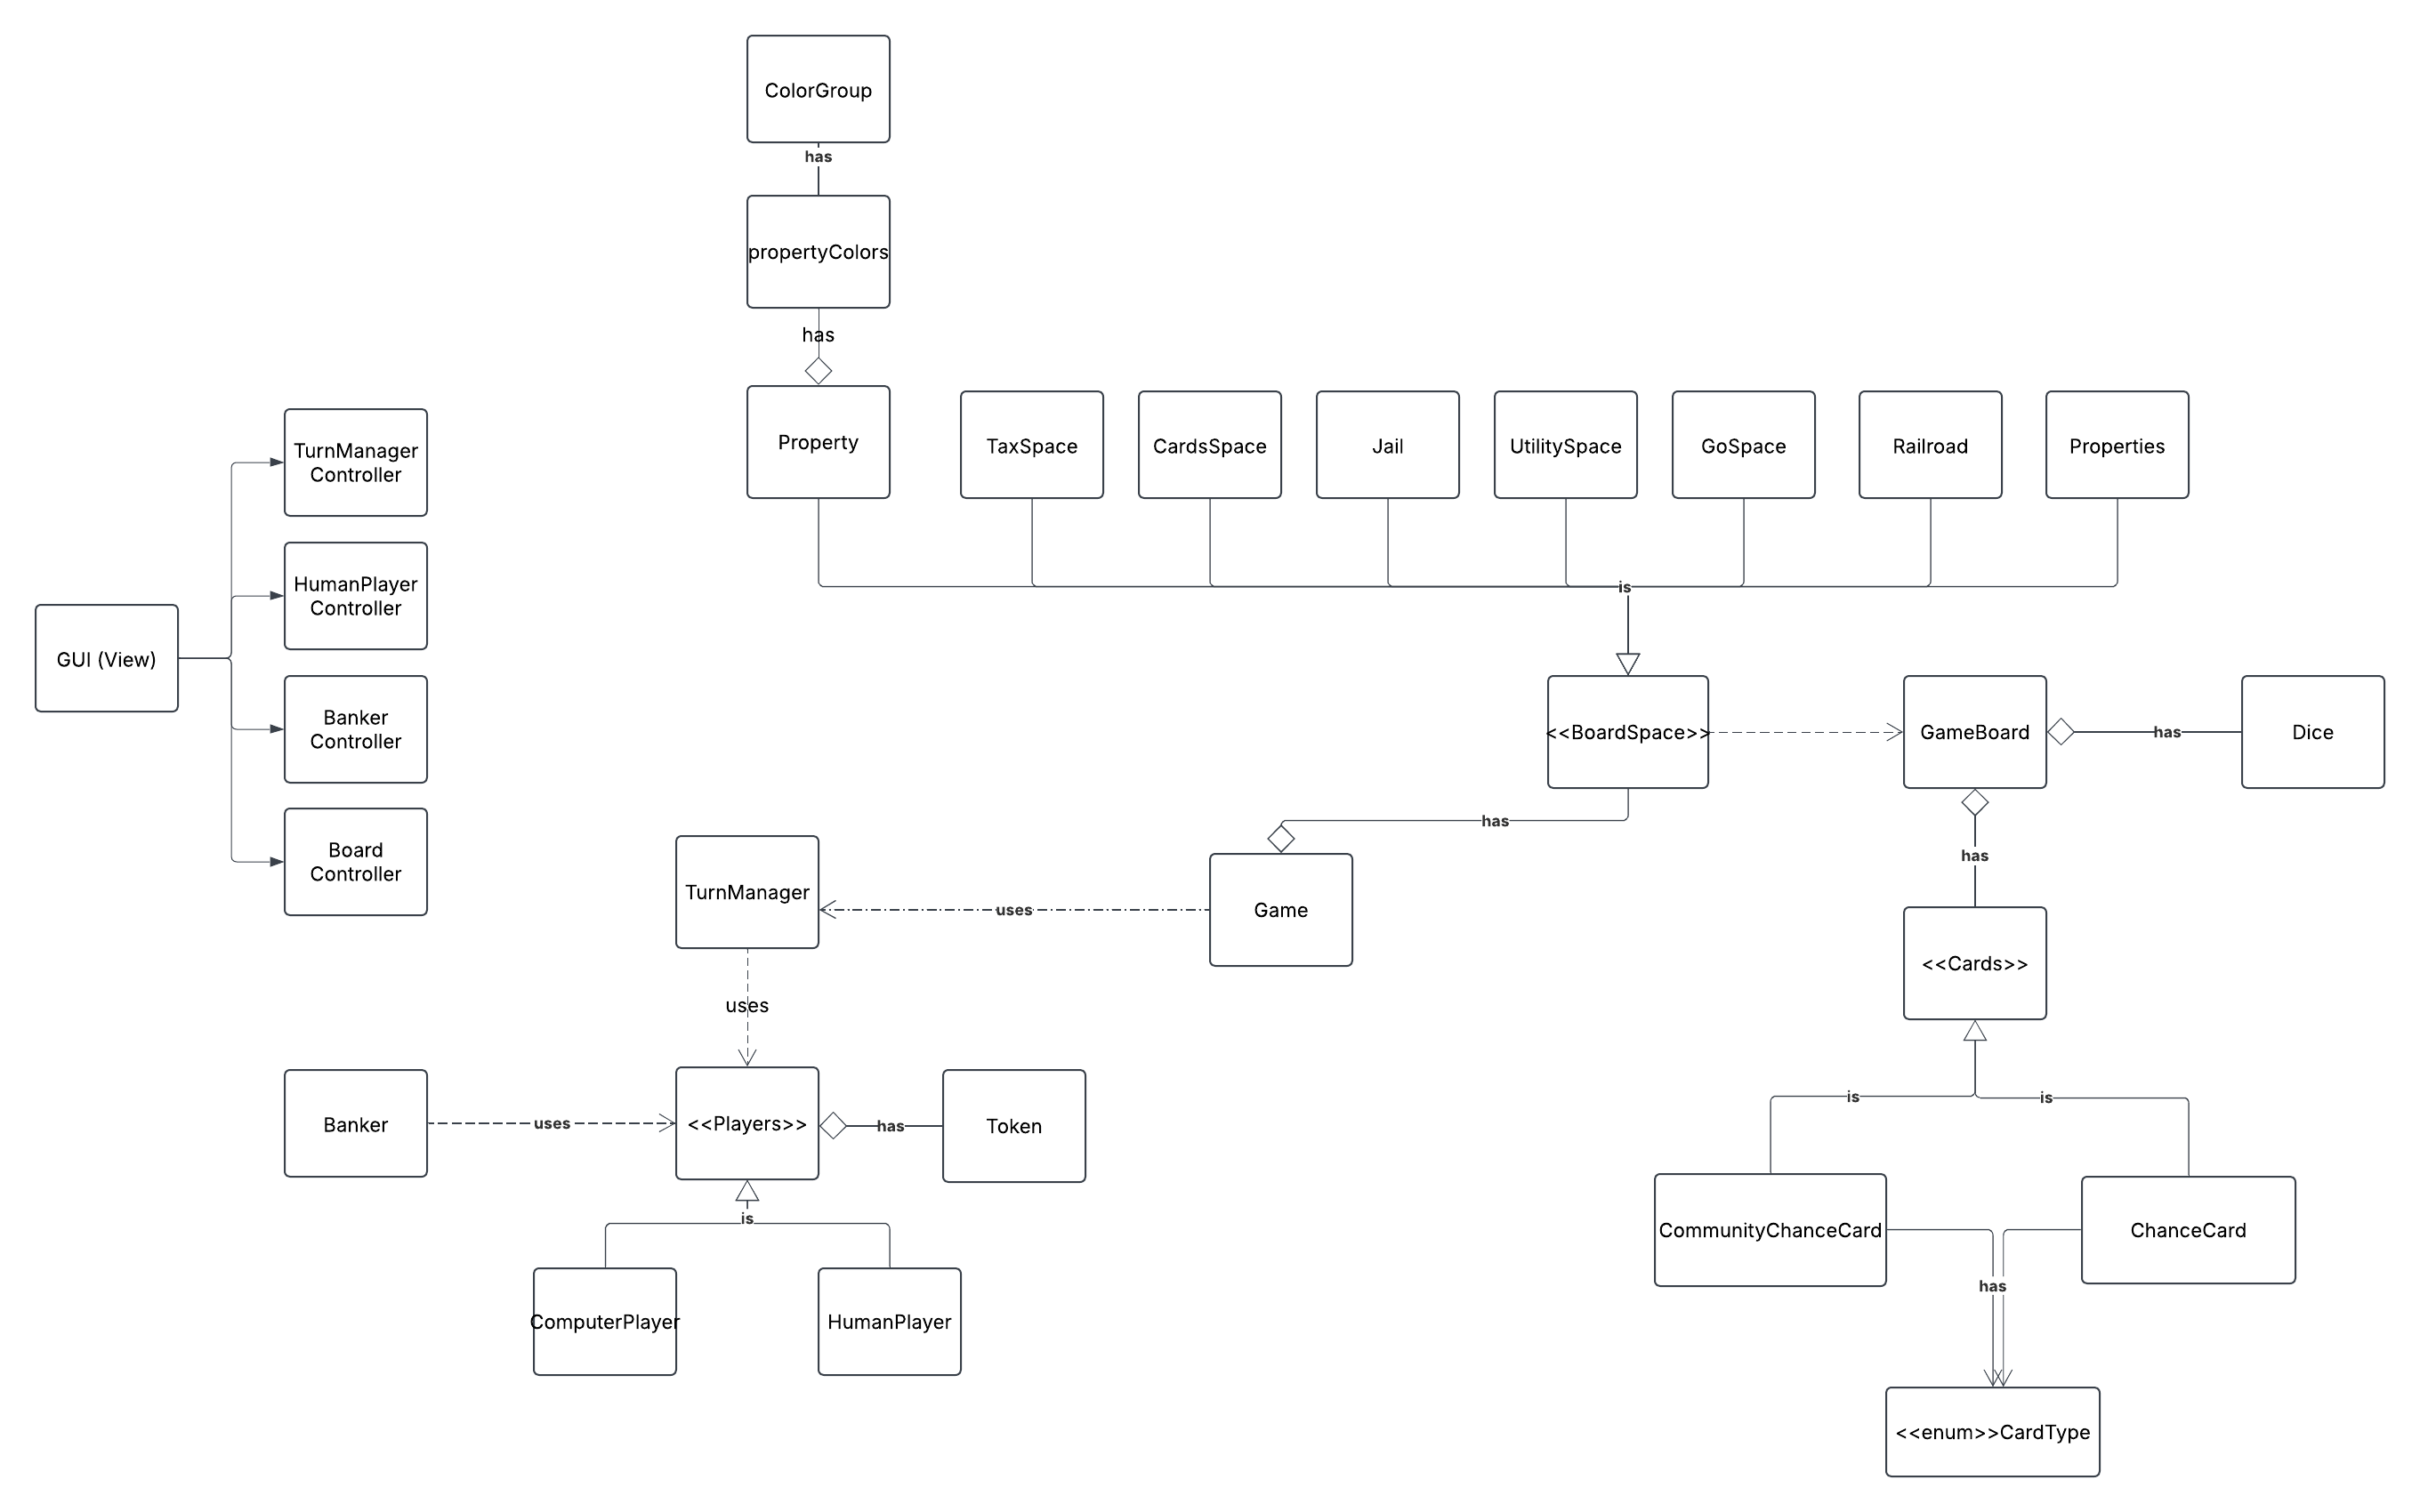 ColorGroup
has
propertyColors
has
Property
TaxSpace
CardsSpace
Jail
UtilitySpace
GoSpace
Railroad
Properties
is
TurnManager
Controller
HumanPlayer
Controller
GUI (View)
Banker
Controller
Board
Controller
<<BoardSpace>>
GameBoard
has
Dice
has
has
TurnManager
uses
Game
<<Cards>>
uses
Banker
uses
<<Players>>
has
Token
is
is
is
ComputerPlayer
HumanPlayer
CommunityChanceCard
ChanceCard
has
<<enum>>CardType